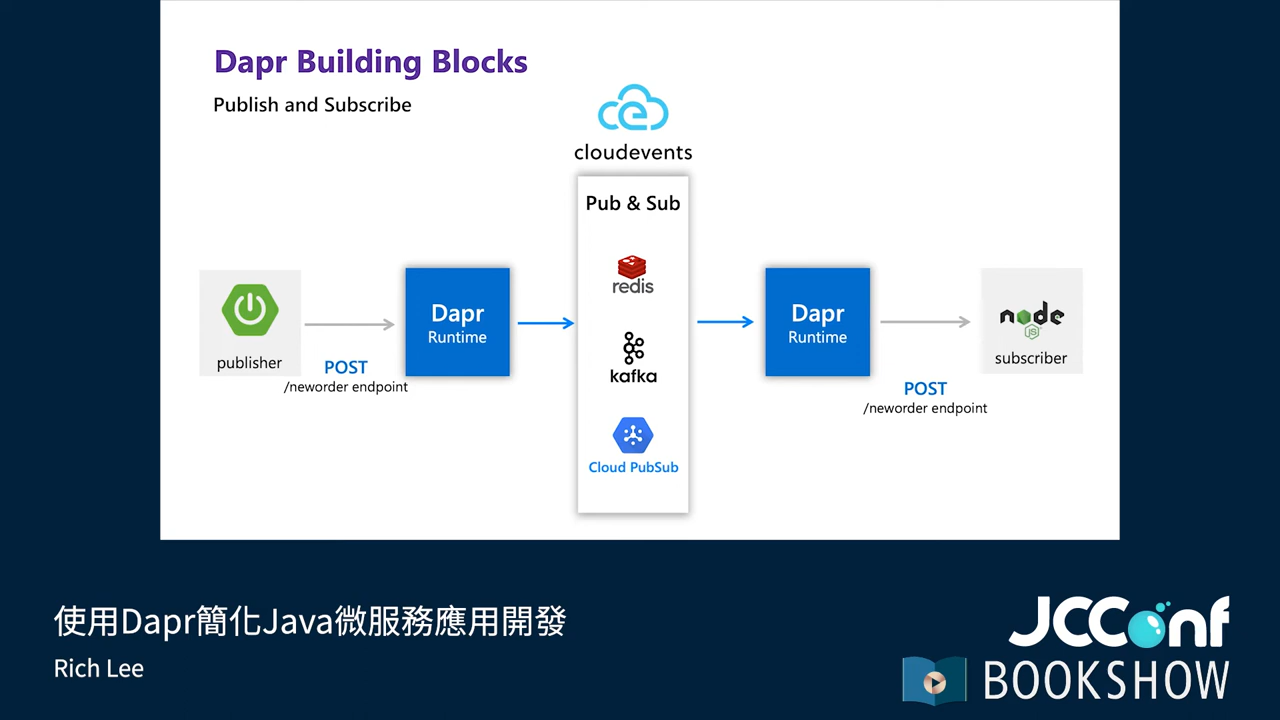 Dapr Building Blocks
Publish and Subscribe
cloudevents
Pub & Sub
redis
kafka
Cloud PubSub
publisher
POST
/neworder endpoint
Dapr
Runtime
Dapr
Runtime
POST
/neworder endpoint
node
JS
subscriber
使用Dapr簡化Java微服務應用開發
Rich Lee
JCConf
BOOKSHOW